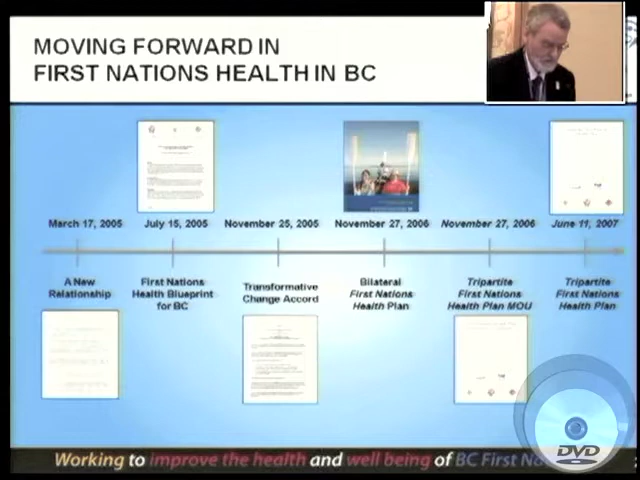 MOVING FORWARD IN
FIRST NATIONS HEALTH IN BC
March 17, 2005
July 15, 2005
November 25, 2005
November 27, 2006
November 27, 2006
June 11, 2007
A New
Relationship
First Nations
Health Blueprint
for BC
Transformative
Change Accord
Bilateral
First Nations
Health Plan
Tripartite
First Nations
Health Plan MOU
Tripartite
First Nations
Health Plan
Working to improve the health and well being of BC First
DVD